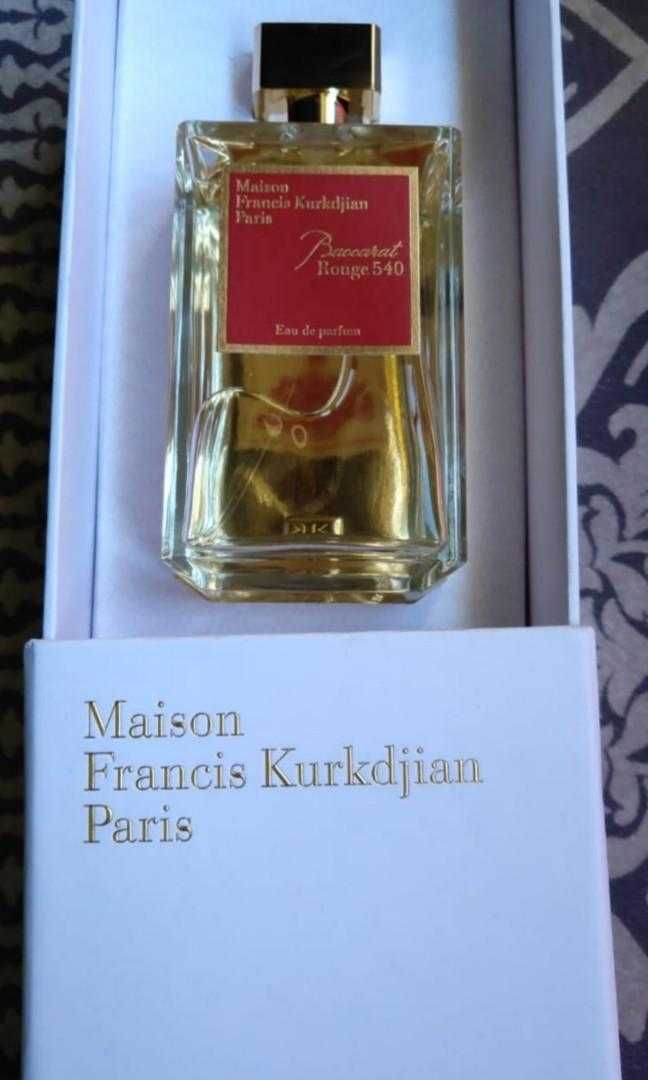 Maison
Francis Kurkdjian
Paris
Baccarat
Rouge 540
Eau de parfum
Maison
Francis Kurkdjian
Paris